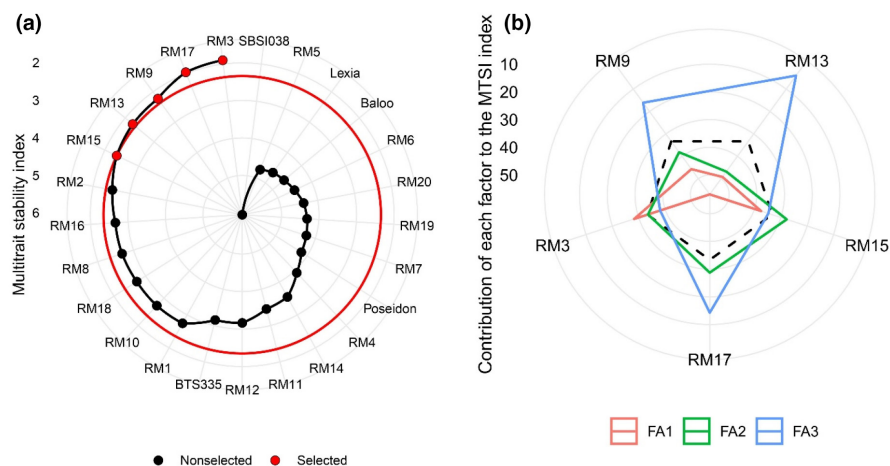 (a)
RM3
SBSI038
RM5
Lexia
Baloo
RM6
RM20
RM19
RM7
Poseidon
RM4
RM14
RM11
RM12
BTS335
RM1
RM10
RM18
RM8
RM16
RM2
RM15
RM13
RM9
RM17
2
3
4
5
6
Multitrait stability index
Nonselected
Selected
(b)
Contribution of each factor to the MTSI index
10
20
30
40
50
RM9
RM13
RM3
RM15
RM17
FA1
FA2
FA3